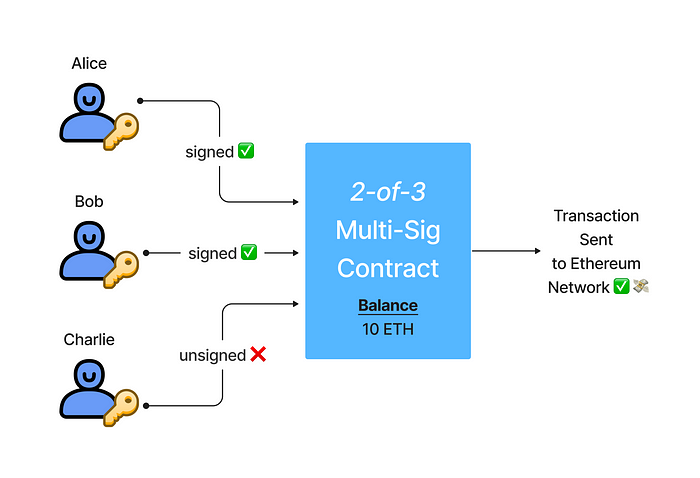 Alice
signed ✅
Bob
signed ✅
Charlie
unsigned ❌
2-of-3
Multi-Sig
Contract
Balance
10 ETH
Transaction
Sent
to Ethereum
Network ✅ 💸